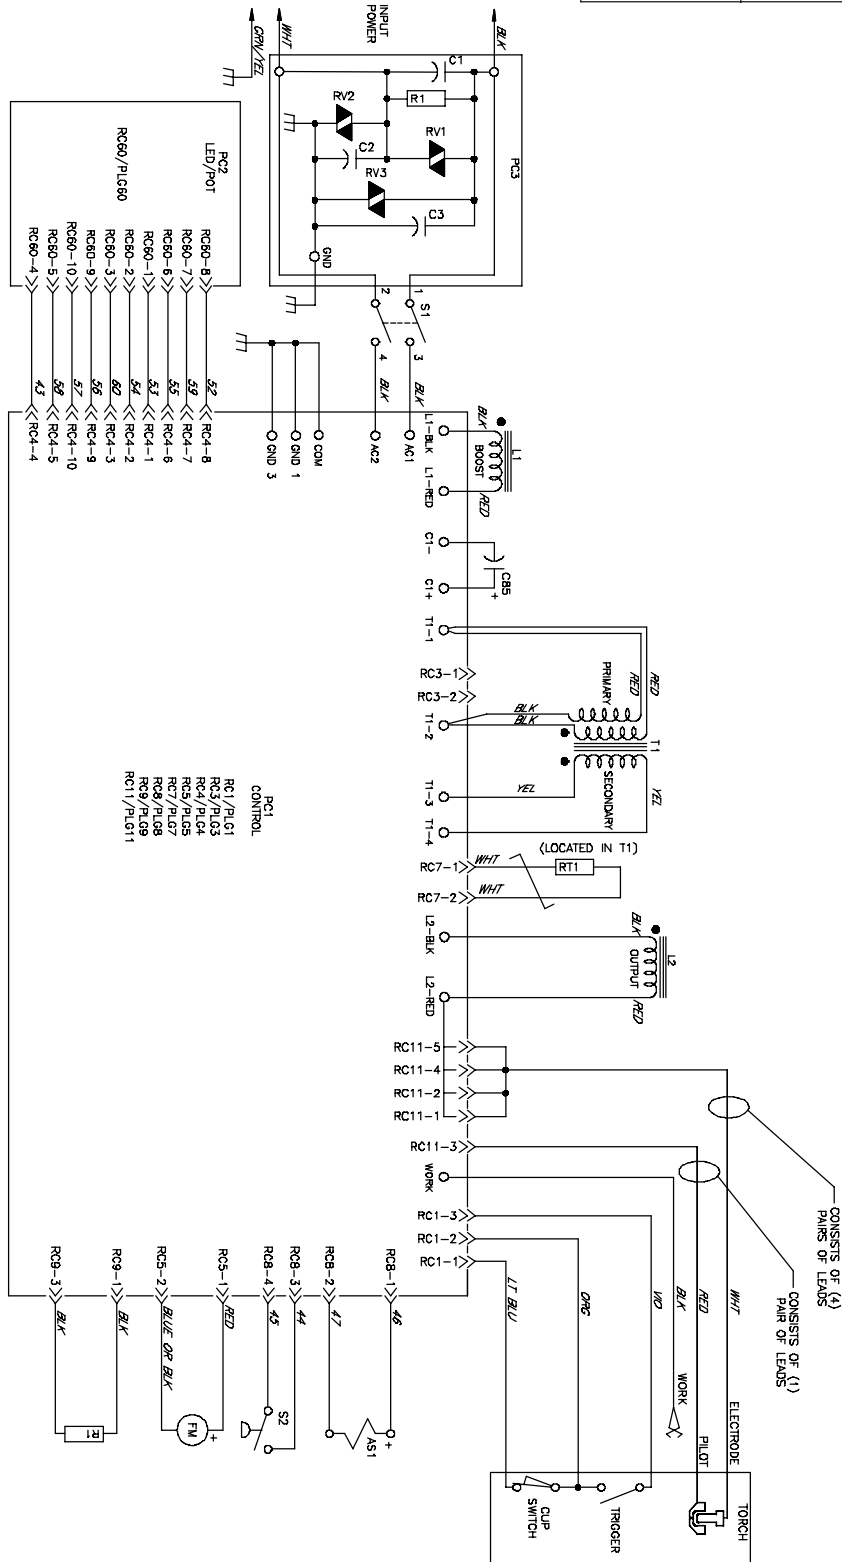 INPUT
POWER
GRN/YEL
WHT
BLK
C1
R1
RV2
RV1
C2
RV3
C3
PC3
GND
PC2
LED/POT
RC60/PLG60
RC60-4
RC60-5
RC60-10
RC60-9
RC60-3
RC60-2
RC60-1
RC60-6
RC60-7
RC60-8
43
58
57
56
60
54
53
55
59
52
RC4-4
RC4-5
RC4-10
RC4-9
RC4-3
RC4-2
RC4-1
RC4-6
RC4-7
RC4-8
2
1
S1
4
3
BLK
BLK
GND 3
GND 1
COM
AC2
AC1
L1-BLK
L1-RED
BLK
BOOST
L1
RED
C1-
C1+
C85
+
T1-1
RC3-1
RC3-2
T1-2
T1-3
T1-4
PRIMARY
RED
RED
BLK
BLK
T1
SECONDARY
YEL
YEL
(LOCATED IN T1)
RC7-1
WHT
RT1
RC7-2
WHT
L2-BLK
L2-RED
BLK
OUTPUT
L2
RED
PC1
CONTROL
RC1/PLG1
RC3/PLG3
RC4/PLG4
RC5/PLG5
RC7/PLG7
RC8/PLG8
RC9/PLG9
RC11/PLG11
RC11-5
RC11-4
RC11-2
RC11-1
RC11-3
WORK
RC1-3
RC1-2
RC1-1
CONSISTS OF (4)
PAIRS OF LEADS
CONSISTS OF (1)
PAIR OF LEADS
LT BLU
ORG
VIO
BLK
RED
WHT
WORK
ELECTRODE
PILOT
TORCH
TRIGGER
CUP
SWITCH
RC9-3
RC9-1
RC5-2
RC5-1
RC8-4
RC8-3
RC8-2
RC8-1
BLK
BLK
BLUE OR BLK
RED
45
44
47
46
R1
FM
+
S2
AS1
+